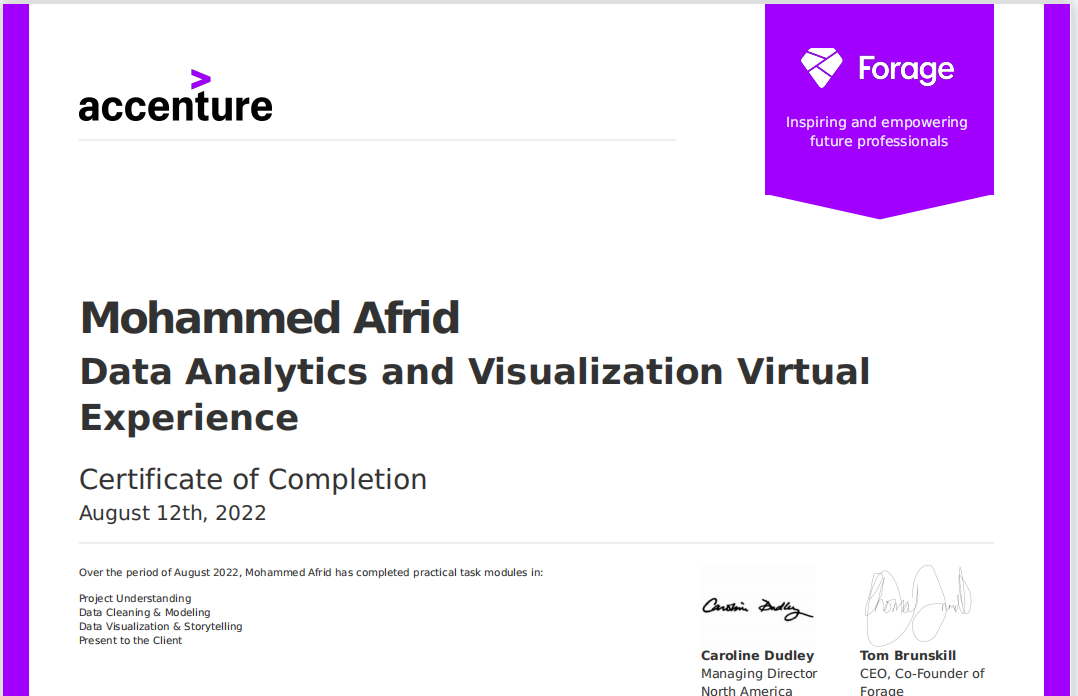 accenture
Forage
Inspiring and empowering
future professionals
Mohammed Afrid
Data Analytics and Visualization Virtual
Experience
Certificate of Completion
August 12th, 2022
Over the period of August 2022, Mohammed Afrid has completed practical task modules in:
Project Understanding
Data Cleaning & Modeling
Data Visualization & Storytelling
Present to the Client
Caroline Dudley
Caroline Dudley
Managing Director
North America
Tom Brunskill
CEO, Co-Founder of
Forage